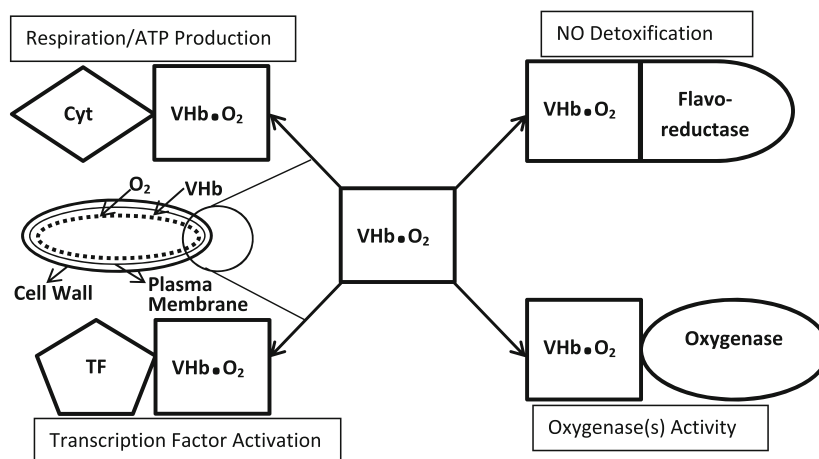 Respiration/ATP Production
NO Detoxification
Cyt
VHb•O₂
VHb•O₂
Flavo-
reductase
O₂
VHb
VHb•O₂
Cell Wall
Plasma
Membrane
TF
VHb•O₂
VHb•O₂
Oxygenase
Transcription Factor Activation
Oxygenase(s) Activity